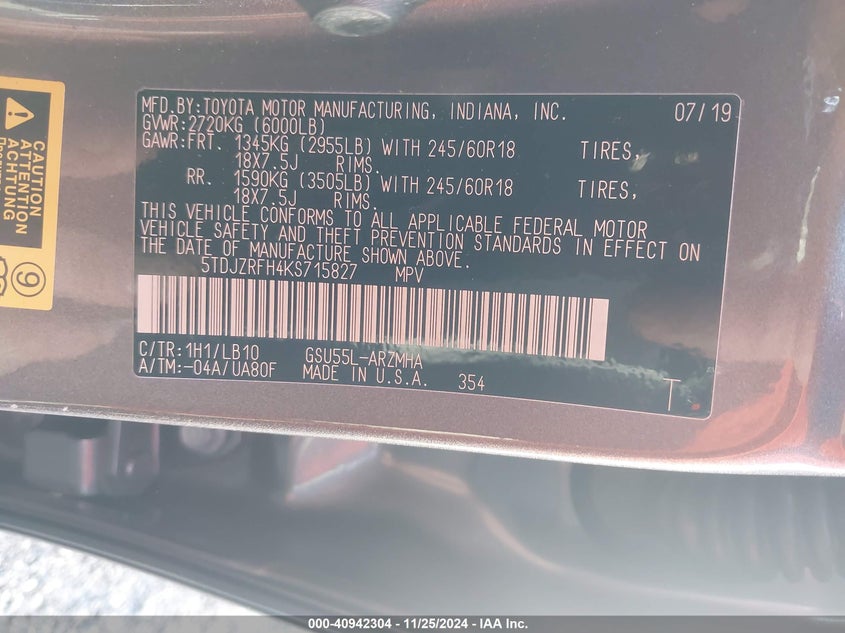 MFD.BY:TOYOTA MOTOR MANUFACTURING, INDIANA, INC. 07/19
GVWR:2720KG (6000LB)
GAWR:FRT. 1345KG (2955LB) WITH 245/60R18 TIRES,
18X7.5J RIMS.
RR. 1590KG (3505LB) WITH 245/60R18 TIRES,
18X7.5J RIMS.
THIS VEHICLE CONFORMS TO ALL APPLICABLE FEDERAL MOTOR
VEHICLE SAFETY AND THEFT PREVENTION STANDARDS IN EFFECT ON
THE DATE OF MANUFACTURE SHOWN ABOVE.
5TDJZRFH4KS715827 MPV
C/TR:1H1/LB10 GSU55L-ARZMHA
A/TM:-04A/UA80F MADE IN U.S.A. 354 T
CAUTION
ATTENTION
ACHTUNG
9
000-40942304 - 11/25/2024 - IAA Inc.